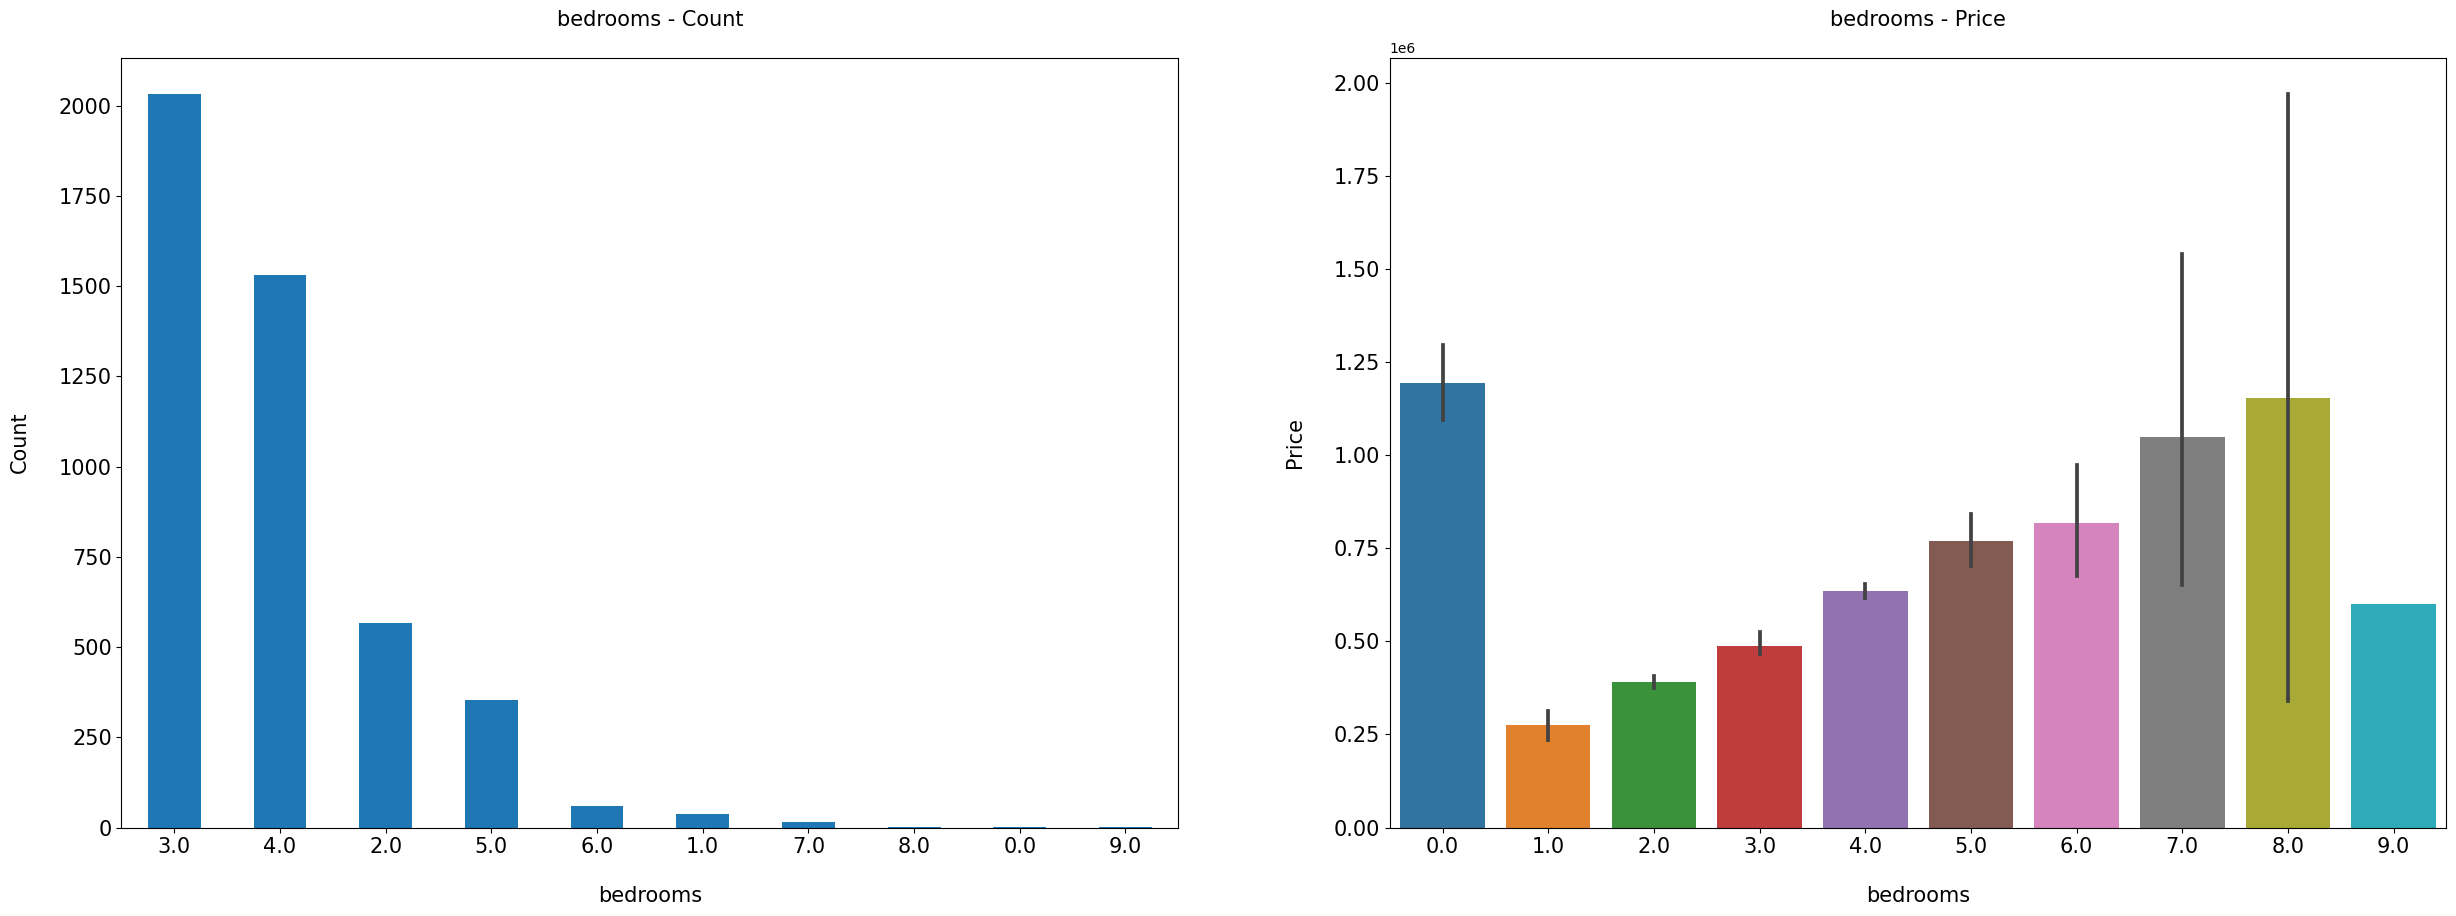 bedrooms - Count
2000
1750
1500
1250
1000
750
500
250
0
Count
3.0 4.0 2.0 5.0 6.0 1.0 7.0 8.0 0.0 9.0
bedrooms
bedrooms - Price
1e6
2.00
1.75
1.50
1.25
1.00
0.75
0.50
0.25
0.00
Price
0.0 1.0 2.0 3.0 4.0 5.0 6.0 7.0 8.0 9.0
bedrooms